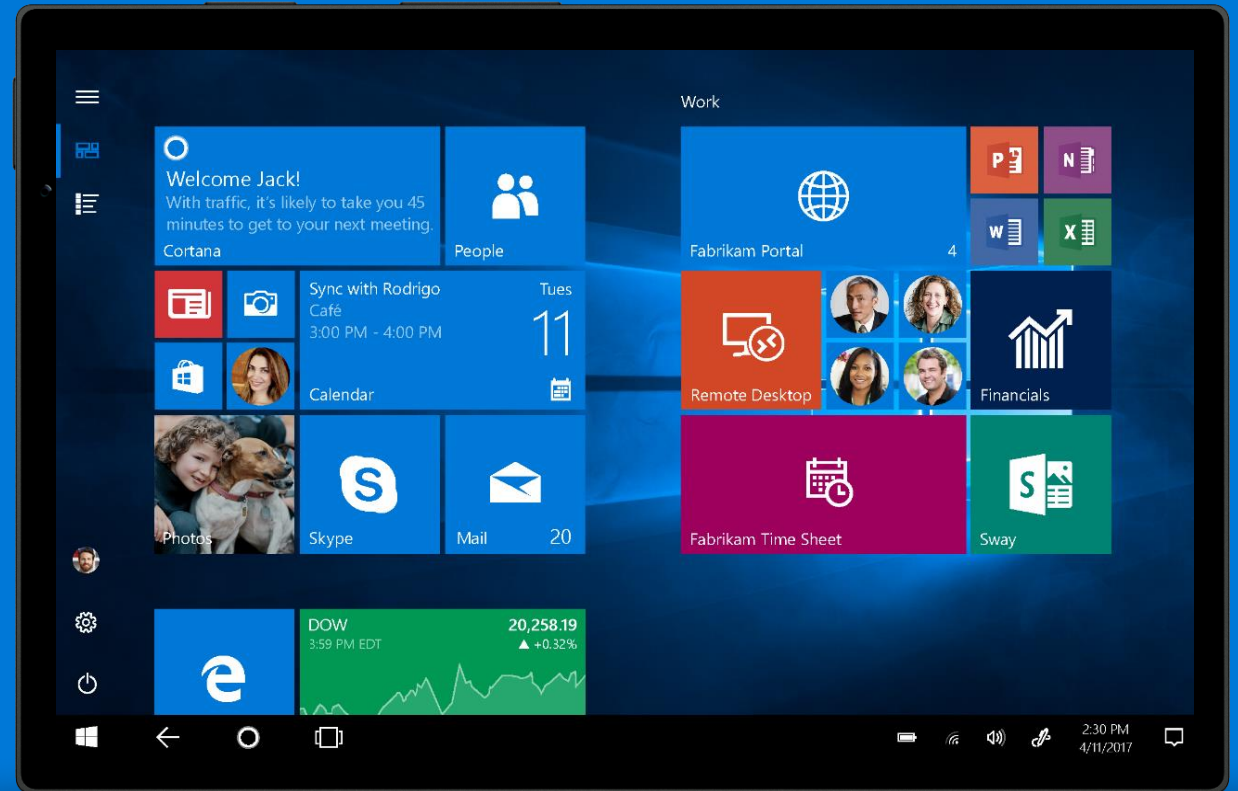 Work
Welcome Jack!
With traffic, it's likely to take you 45
minutes to get to your next meeting.
Cortana
People
Fabrikam Portal
4
P
N
W
X
Sync with Rodrigo
Café
3:00 PM - 4:00 PM
Tues
11
Calendar
Remote Desktop
Financials
Photos
S
Skype
Mail
20
Fabrikam Time Sheet
S
Sway
e
DOW
3:59 PM EDT
20,258.19
▲ +0.32%
2:30 PM
4/11/2017